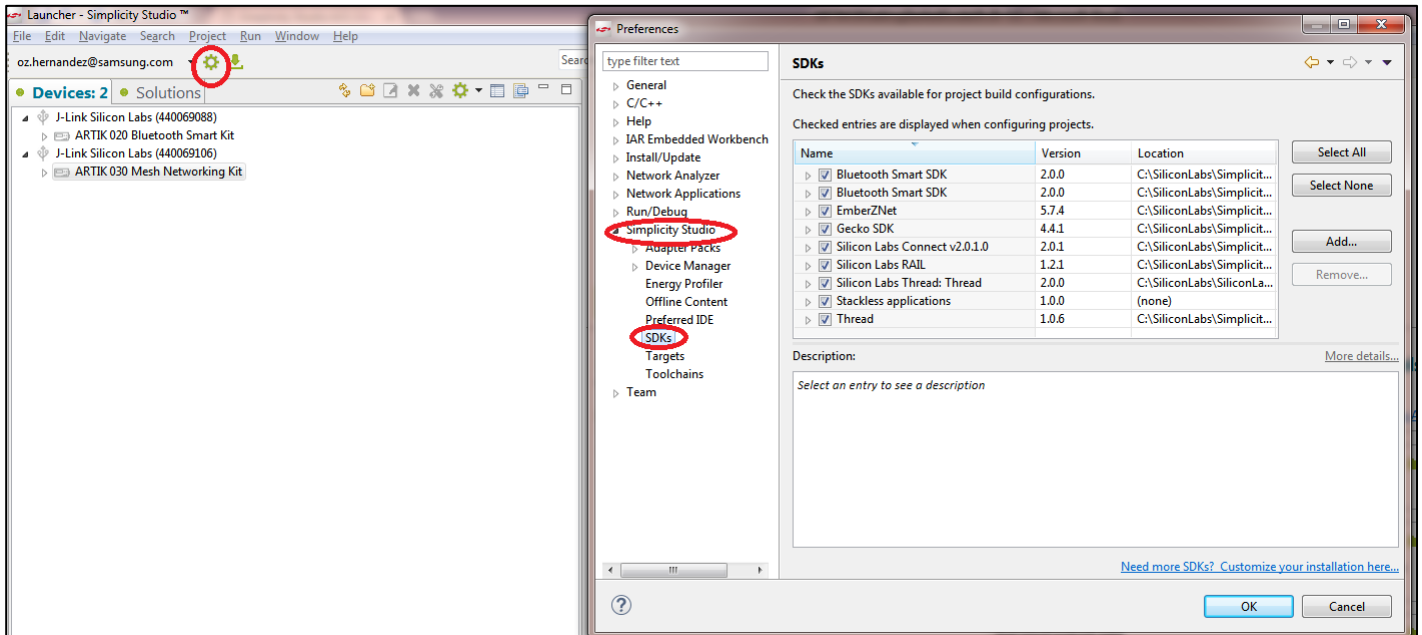 Launcher - Simplicity Studio ™
File Edit Navigate Search Project Run Window Help
oz.hernandez@samsung.com
Devices: 2 Solutions
J-Link Silicon Labs (440069088)
ARTIK 020 Bluetooth Smart Kit
J-Link Silicon Labs (440069106)
ARTIK 030 Mesh Networking Kit
Preferences
type filter text
General
C/C++
Help
IAR Embedded Workbench
Install/Update
Network Analyzer
Network Applications
Run/Debug
Simplicity Studio
Adapter Packs
Device Manager
Energy Profiler
Offline Content
Preferred IDE
SDKs
Targets
Toolchains
Team
SDKs
Check the SDKs available for project build configurations.
Checked entries are displayed when configuring projects.
Name Version Location
Bluetooth Smart SDK 2.0.0 C:\SiliconLabs\Simplicit...
Bluetooth Smart SDK 2.0.0 C:\SiliconLabs\Simplicit...
EmberZNet 5.7.4 C:\SiliconLabs\Simplicit...
Gecko SDK 4.4.1 C:\SiliconLabs\Simplicit...
Silicon Labs Connect v2.0.1.0 2.0.1 C:\SiliconLabs\Simplicit...
Silicon Labs RAIL 1.2.1 C:\SiliconLabs\Simplicit...
Silicon Labs Thread: Thread 2.0.0 C:\SiliconLabs\SiliconLa...
Stackless applications 1.0.0 (none)
Thread 1.0.6 C:\SiliconLabs\Simplicit...
Select All
Select None
Add...
Remove...
Description: More details...
Select an entry to see a description
Need more SDKs? Customize your installation here...
OK Cancel